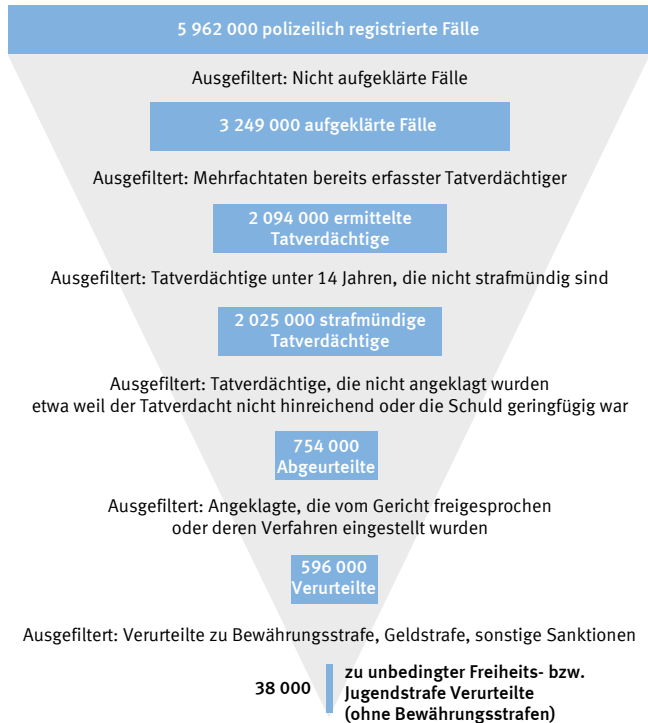 5 962 000 polizeilich registrierte Fälle
Ausgefiltert: Nicht aufgeklärte Fälle
3 249 000 aufgeklärte Fälle
Ausgefiltert: Mehrfachtaten bereits erfasster Tatverdächtiger
2 094 000 ermittelte
Tatverdächtige
Ausgefiltert: Tatverdächtige unter 14 Jahren, die nicht strafmündig sind
2 025 000 strafmündige
Tatverdächtige
Ausgefiltert: Tatverdächtige, die nicht angeklagt wurden
etwa weil der Tatverdacht nicht hinreichend oder die Schuld geringfügig war
754 000
Abgeurteilte
Ausgefiltert: Angeklagte, die vom Gericht freigesprochen
oder deren Verfahren eingestellt wurden
596 000
Verurteilte
Ausgefiltert: Verurteilte zu Bewährungsstrafe, Geldstrafe, sonstige Sanktionen
38 000
zu unbedingter Freiheits- bzw.
Jugendstrafe Verurteilte
(ohne Bewährungsstrafen)